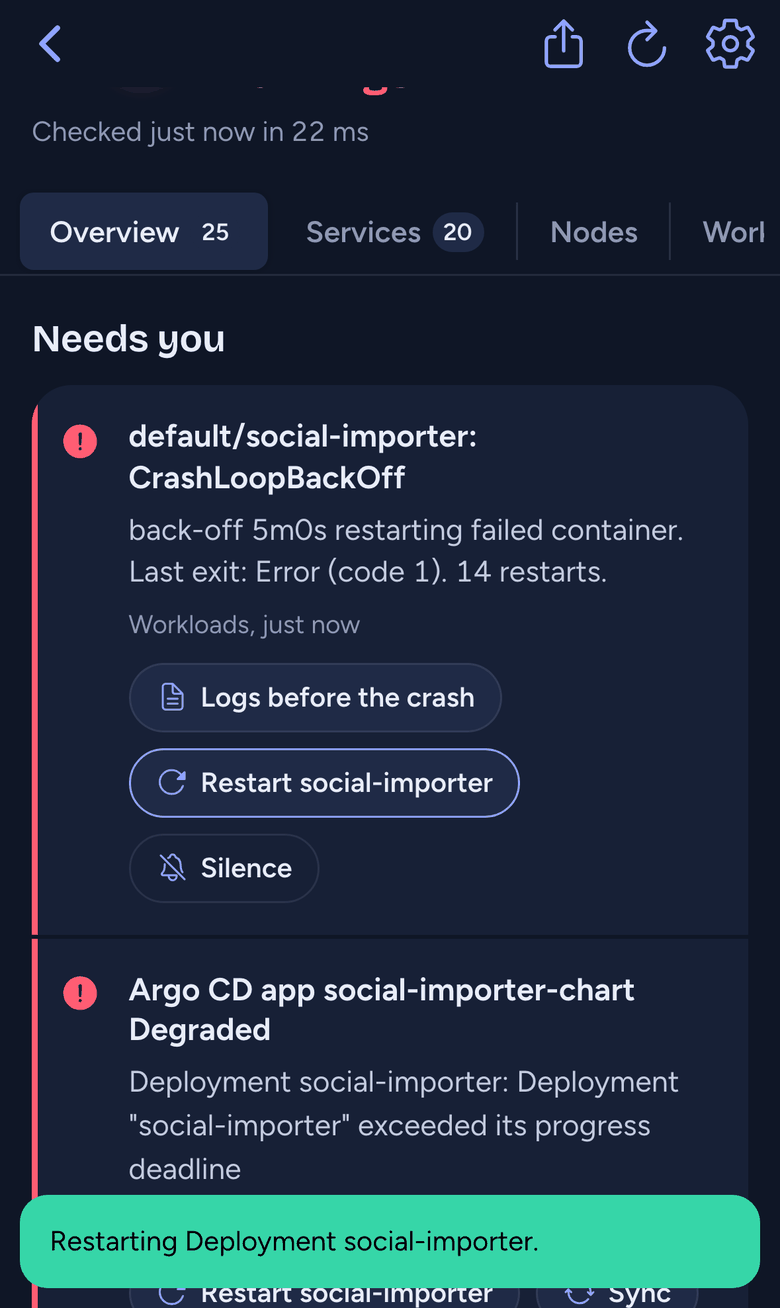 Checked just now in 22 ms
Overview 25
Services 20
Nodes
Needs you
default/social-importer:
CrashLoopBackOff
back-off 5m0s restarting failed container.
Last exit: Error (code 1). 14 restarts.
Workloads, just now
Logs before the crash
Restart social-importer
Silence
Argo CD app social-importer-chart
Degraded
Deployment social-importer: Deployment
"social-importer" exceeded its progress
deadline
Restarting Deployment social-importer.
Restart social-importer
Sync